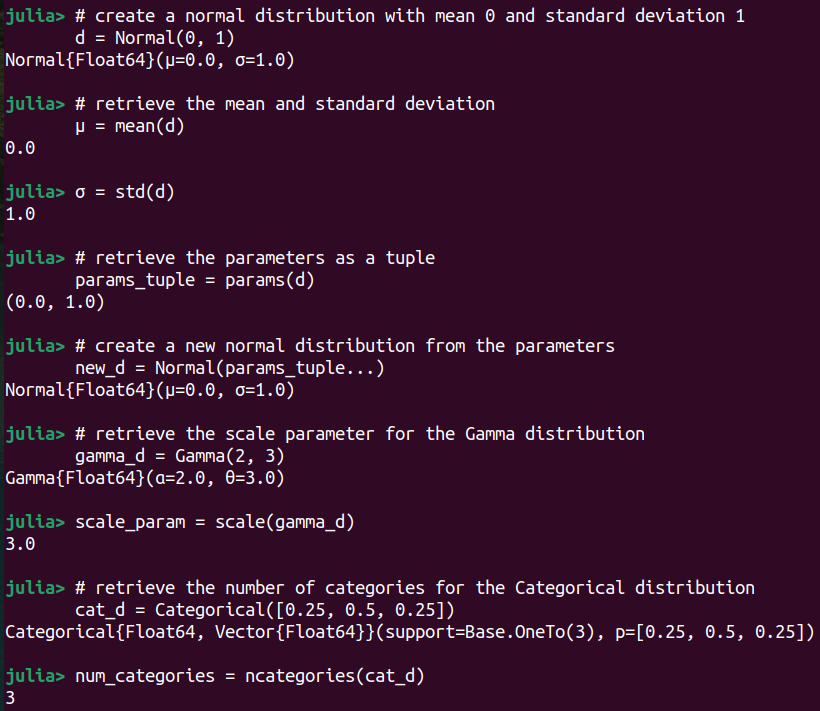 julia> # create a normal distribution with mean 0 and standard deviation 1
       d = Normal(0, 1)
Normal{Float64}(μ=0.0, σ=1.0)
julia> # retrieve the mean and standard deviation
       μ = mean(d)
0.0
julia> σ = std(d)
1.0
julia> # retrieve the parameters as a tuple
       params_tuple = params(d)
(0.0, 1.0)
julia> # create a new normal distribution from the parameters
       new_d = Normal(params_tuple...)
Normal{Float64}(μ=0.0, σ=1.0)
julia> # retrieve the scale parameter for the Gamma distribution
       gamma_d = Gamma(2, 3)
Gamma{Float64}(α=2.0, θ=3.0)
julia> scale_param = scale(gamma_d)
3.0
julia> # retrieve the number of categories for the Categorical distribution
       cat_d = Categorical([0.25, 0.5, 0.25])
Categorical{Float64, Vector{Float64}}(support=Base.OneTo(3), p=[0.25, 0.5, 0.25])
julia> num_categories = ncategories(cat_d)
3